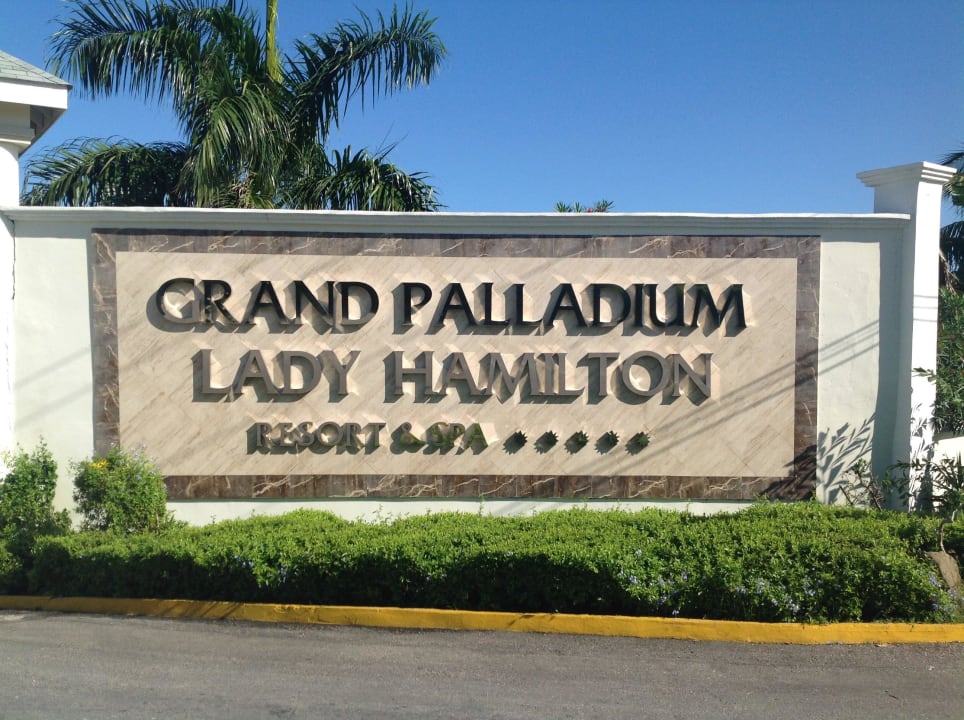 GRAND PALLADIUM
LADY HAMILTON
RESORT & SPA ★★★★★